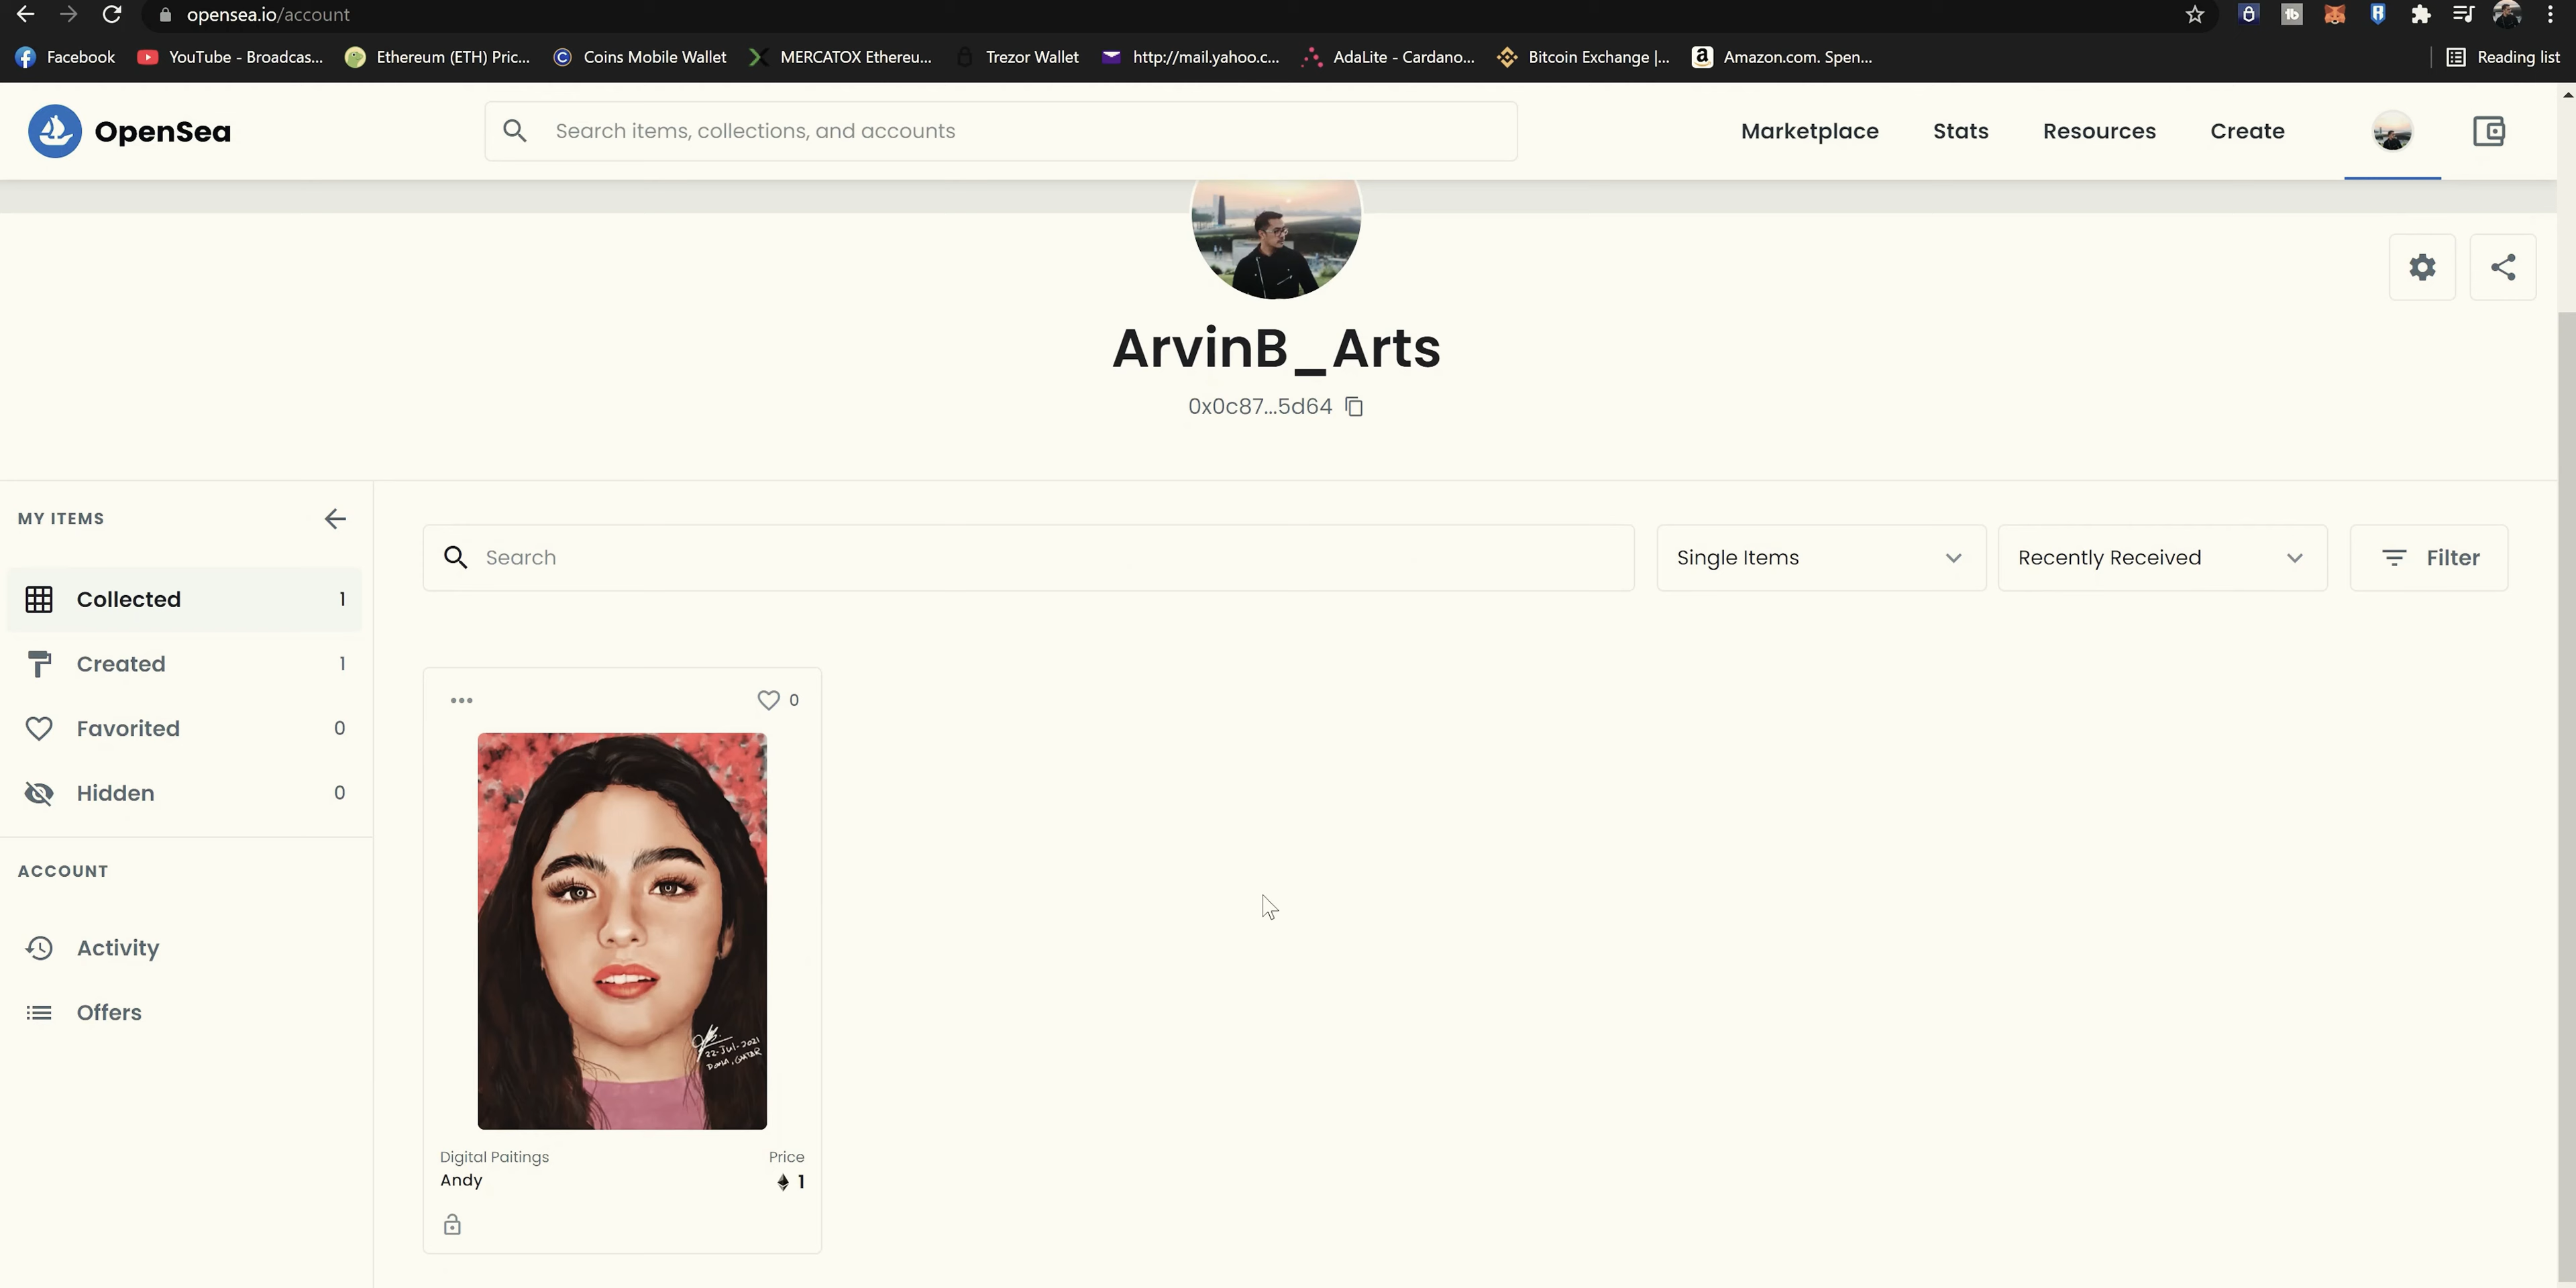 opensea.io/account
Facebook
YouTube - Broadcas...
Ethereum (ETH) Pric...
Coins Mobile Wallet
MERCATOX Ethereu...
Trezor Wallet
http://mail.yahoo.c...
AdaLite - Cardano...
Bitcoin Exchange |...
Amazon.com. Spen...
Reading list
OpenSea
Search items, collections, and accounts
Marketplace
Stats
Resources
Create
ArvinB_Arts
0x0c87...5d64
MY ITEMS
Search
Single Items
Recently Received
Filter
Collected 1
Created 1
Favorited 0
Hidden 0
ACCOUNT
Activity
Offers
0
22-Jul-2021
Doha, Qatar
Digital Paitings
Price
Andy
1